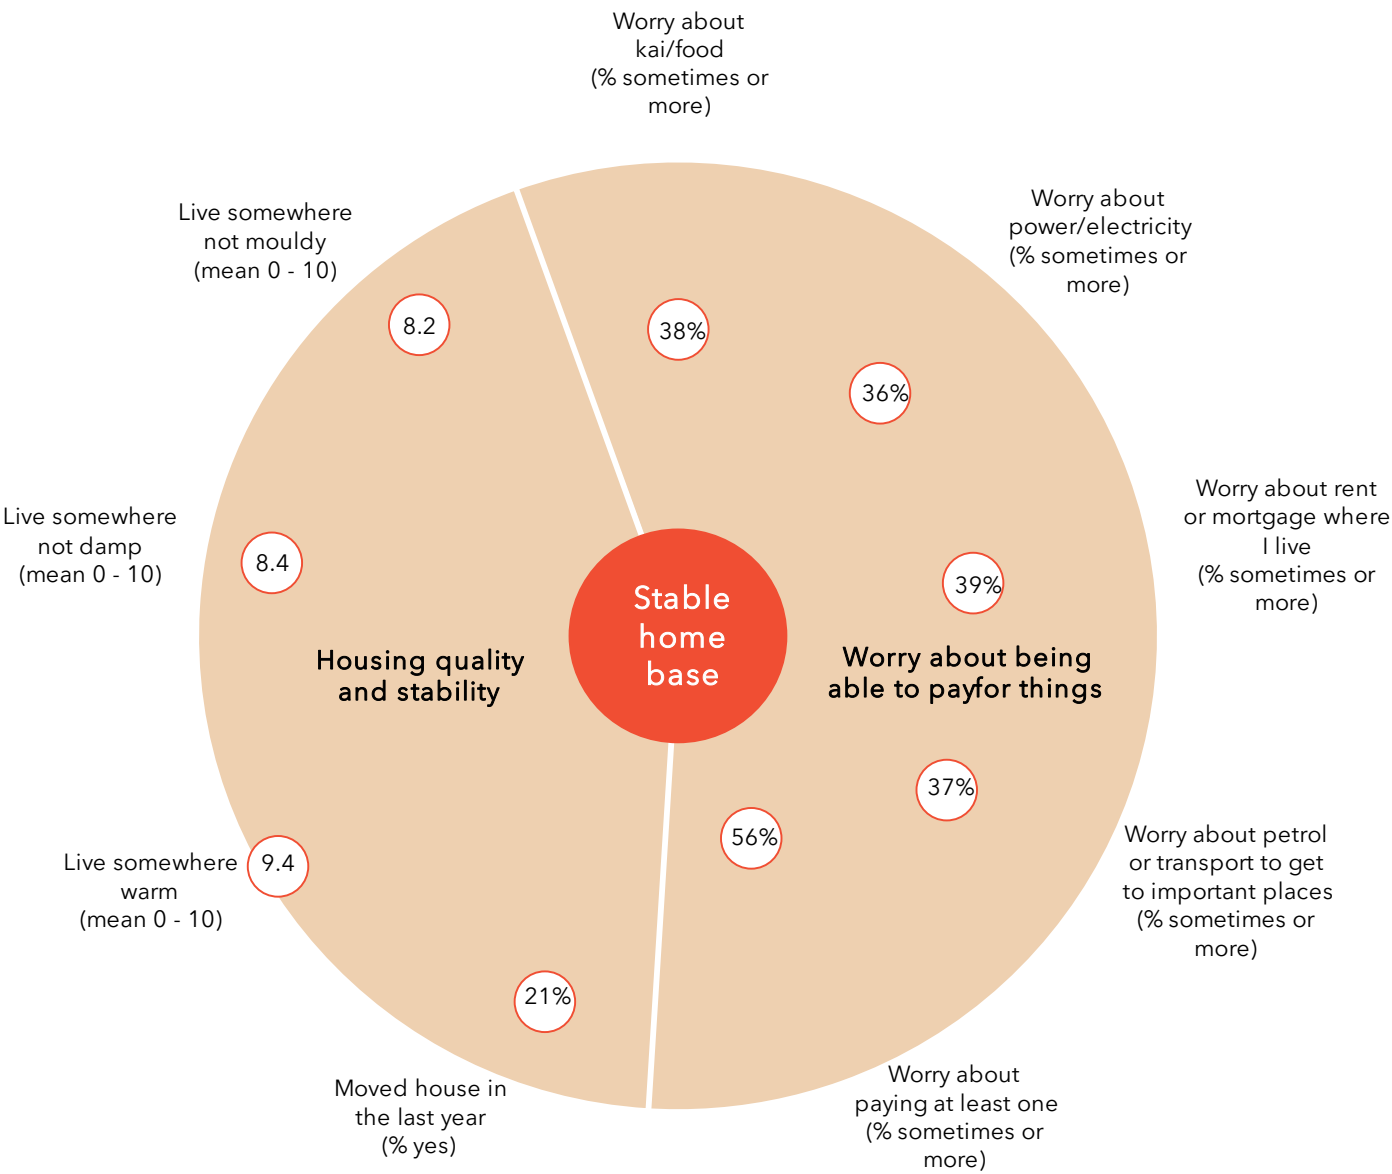 Worry about
kai/food
(% sometimes or
more)
Worry about
power/electricity
(% sometimes or
more)
Live somewhere
not mouldy
(mean 0 - 10)
8.2
38%
36%
Worry about rent
or mortgage where
I live
(% sometimes or
more)
Live somewhere
not damp
(mean 0 - 10)
8.4
39%
Stable
home
base
Housing quality
and stability
Worry about being
able to payfor things
37%
56%
Worry about petrol
or transport to get
to important places
(% sometimes or
more)
Live somewhere
warm
(mean 0 - 10)
9.4
21%
Moved house in
the last year
(% yes)
Worry about
paying at least one
(% sometimes or
more)